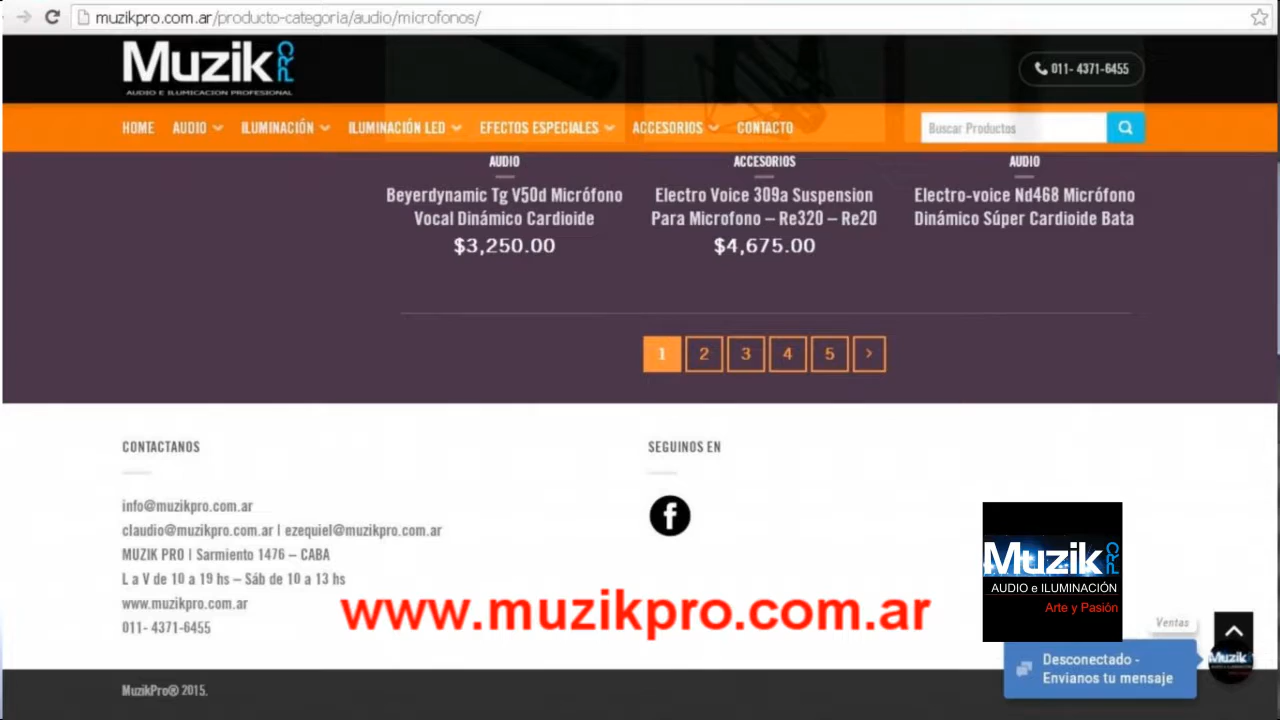 muzikpro.com.ar/producto-categoria/audio/microfonos/
Muzik PRO
AUDIO E ILUMICACION PROFESIONAL
011- 4371-6455
HOME AUDIO ILUMINACIÓN ILUMINACIÓN LED EFECTOS ESPECIALES ACCESORIOS CONTACTO
Buscar Productos
AUDIO
Beyerdynamic Tg V50d Micrófono
Vocal Dinámico Cardioide
$3,250.00
ACCESORIOS
Electro Voice 309a Suspension
Para Microfono – Re320 – Re20
$4,675.00
AUDIO
Electro-voice Nd468 Micrófono
Dinámico Súper Cardioide Bata
1 2 3 4 5 >
CONTACTANOS
info@muzikpro.com.ar
claudio@muzikpro.com.ar | ezequiel@muzikpro.com.ar
MUZIK PRO | Sarmiento 1476 – CABA
L a V de 10 a 19 hs – Sáb de 10 a 13 hs
www.muzikpro.com.ar
011- 4371-6455
SEGUINOS EN
f
www.muzikpro.com.ar
Muzik PRO
AUDIO e ILUMINACIÓN
Arte y Pasión
Ventas
Desconectado -
Envianos tu mensaje
Muzik
MuzikPro® 2015.